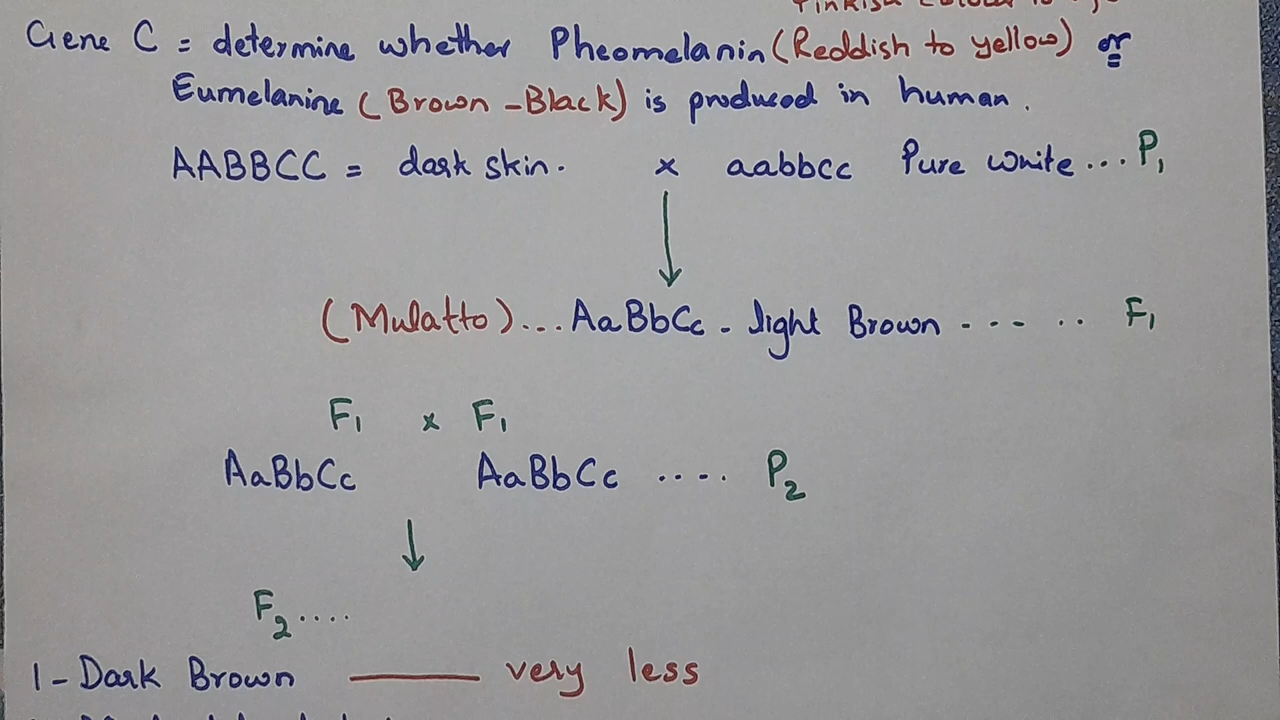 Pinkish colour
Gene C = determine whether Pheomelanin (Reddish to yellow) or
Eumelanine (Brown - Black) is produced in human.
AABBCC = dark skin. x aabbcc Pure white ... P1
(Mulatto)... AaBbCc - light Brown - - - .. F1
F1 x F1
AaBbCc AaBbCc .... P2
↓
F2....
1 - Dark Brown —— very less